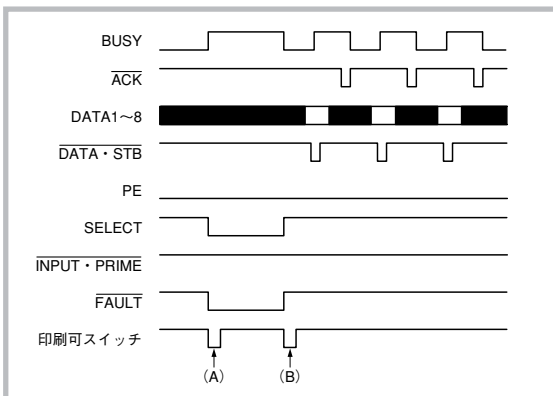 BUSY
ACK
DATA1～8
DATA・STB
PE
SELECT
INPUT・PRIME
FAULT
印刷可スイッチ
(A) (B)